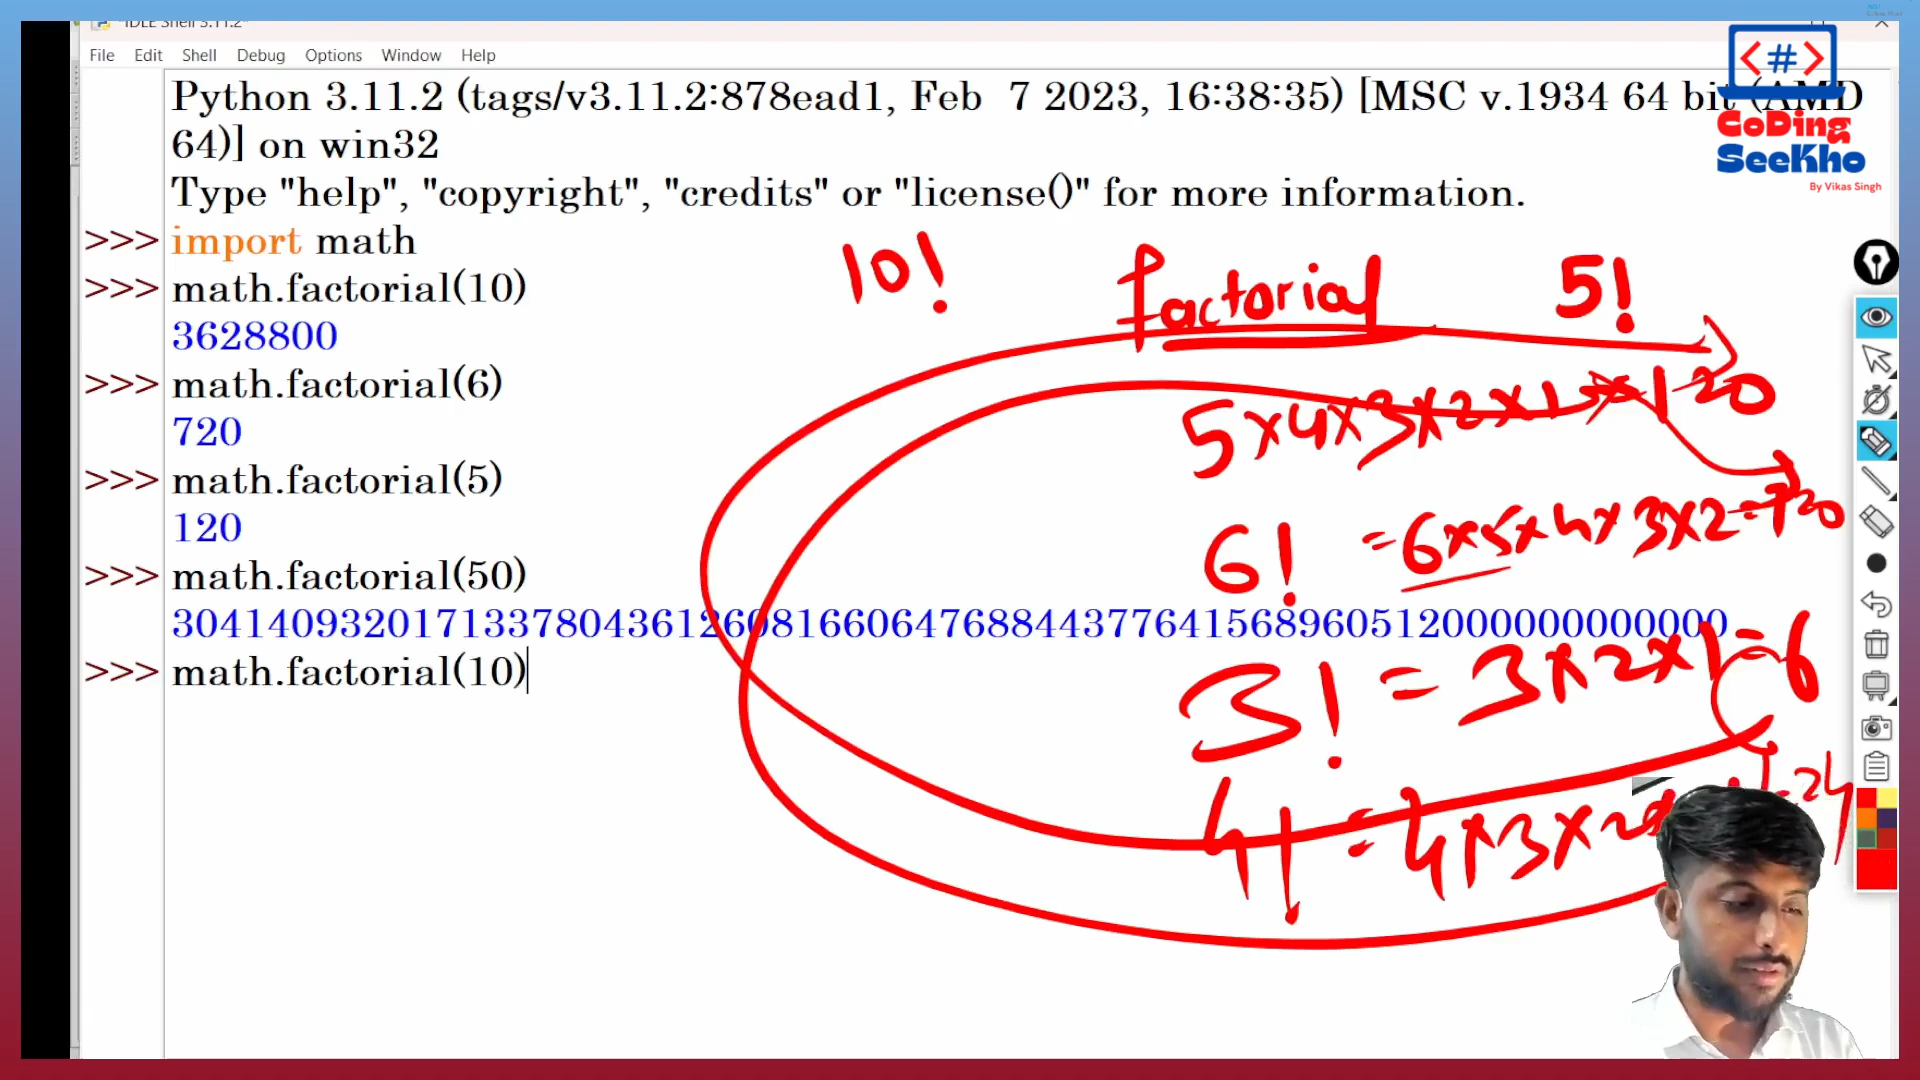 IDLE Shell 3.11.2
File Edit Shell Debug Options Window Help
Python 3.11.2 (tags/v3.11.2:878ead1, Feb  7 2023, 16:38:35) [MSC v.1934 64 bit (AMD
64)] on win32
Type "help", "copyright", "credits" or "license()" for more information.
>>> import math
>>> math.factorial(10)
3628800
>>> math.factorial(6)
720
>>> math.factorial(5)
120
>>> math.factorial(50)
30414093201713378043612608166064768844377641568960512000000000000
>>> math.factorial(10)
<#>
CoDing
SeeKho
By Vikas Singh
10! factorial 5!
5x4x3x2x1 120
6! = 6x5x4x3x2=720
3! = 3x2x1=6
4! = 4x3x2x1=24